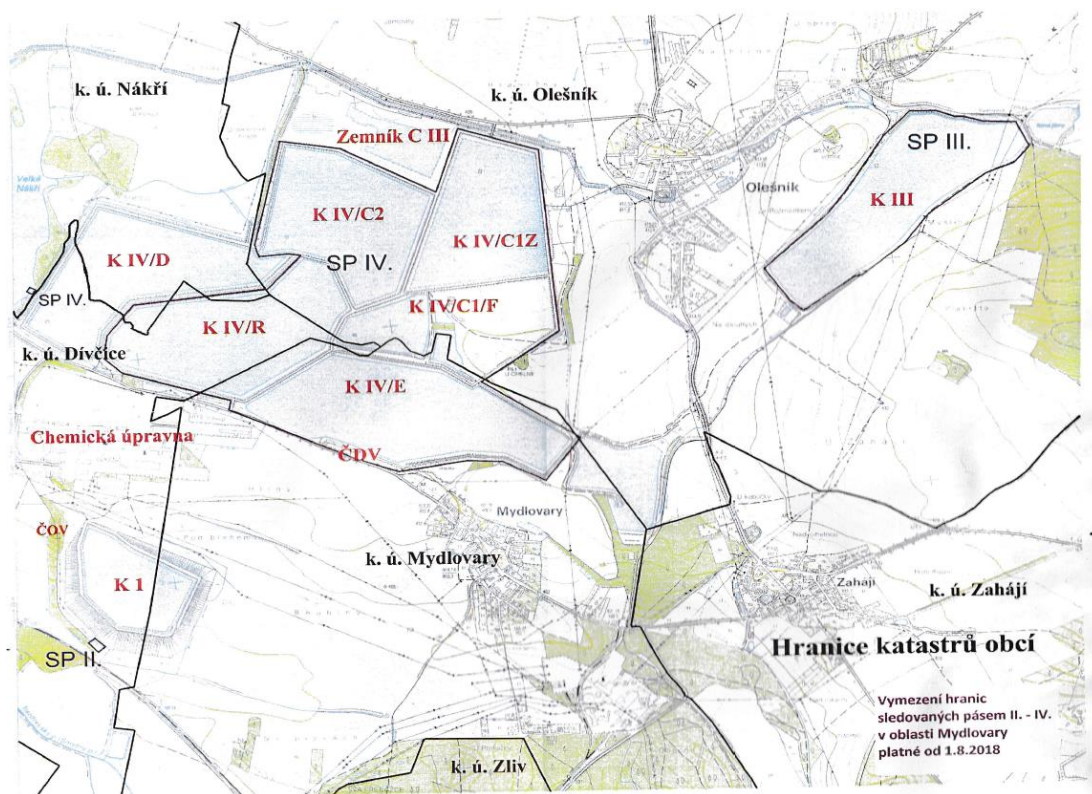 k. ú. Nákří
k. ú. Olešník
Zemník C III
SP III.
K III
Olešník
Velké
Nákří
K IV/C2
K IV/C1Z
K IV/D
SP IV.
SP IV.
K IV/R
K IV/C1/F
k. ú. Dívčice
K IV/E
Chemická úpravna
ČDV
Mydlovary
ČOV
k. ú. Mydlovary
K 1
Zahájí
k. ú. Zahájí
SP II.
Hranice katastrů obcí
Vymezení hranic
sledovaných pásem II. - IV.
v oblasti Mydlovary
platné od 1.8.2018
k. ú. Zliv